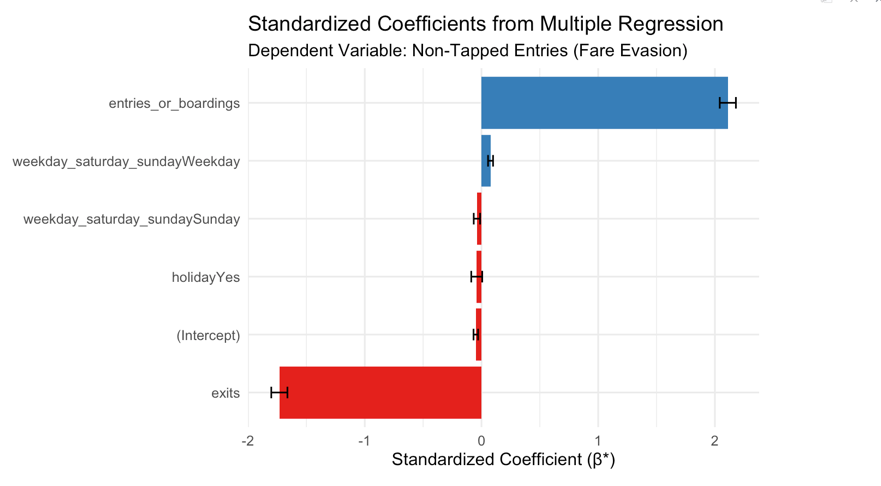 Standardized Coefficients from Multiple Regression
Dependent Variable: Non-Tapped Entries (Fare Evasion)
entries_or_boardings
weekday_saturday_sundayWeekday
weekday_saturday_sundaySunday
holidayYes
(Intercept)
exits
-2 -1 0 1 2
Standardized Coefficient (β*)